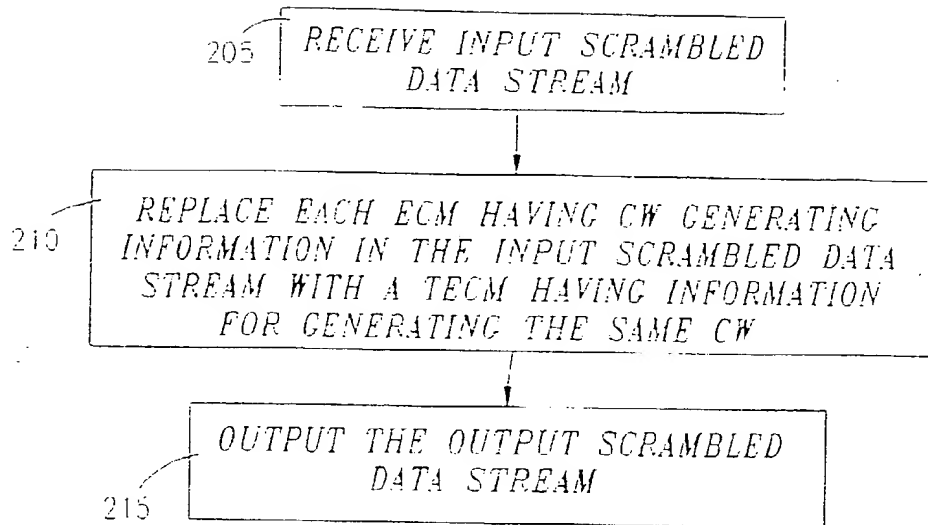 205
RECEIVE INPUT SCRAMBLED
DATA STREAM
210
REPLACE EACH ECM HAVING CW GENERATING
INFORMATION IN THE INPUT SCRAMBLED DATA
STREAM WITH A TECM HAVING INFORMATION
FOR GENERATING THE SAME CW
215
OUTPUT THE OUTPUT SCRAMBLED
DATA STREAM